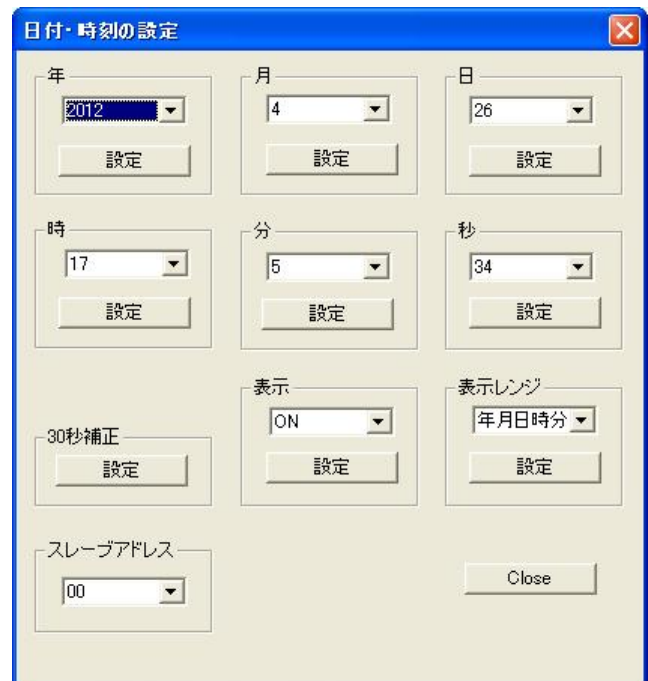 日付・時刻の設定
年
月
日
2012
4
26
設定
設定
設定
時
分
秒
17
5
34
設定
設定
設定
表示
表示レンジ
ON
年月日時分
30秒補正
設定
設定
設定
スレーブアドレス
00
Close